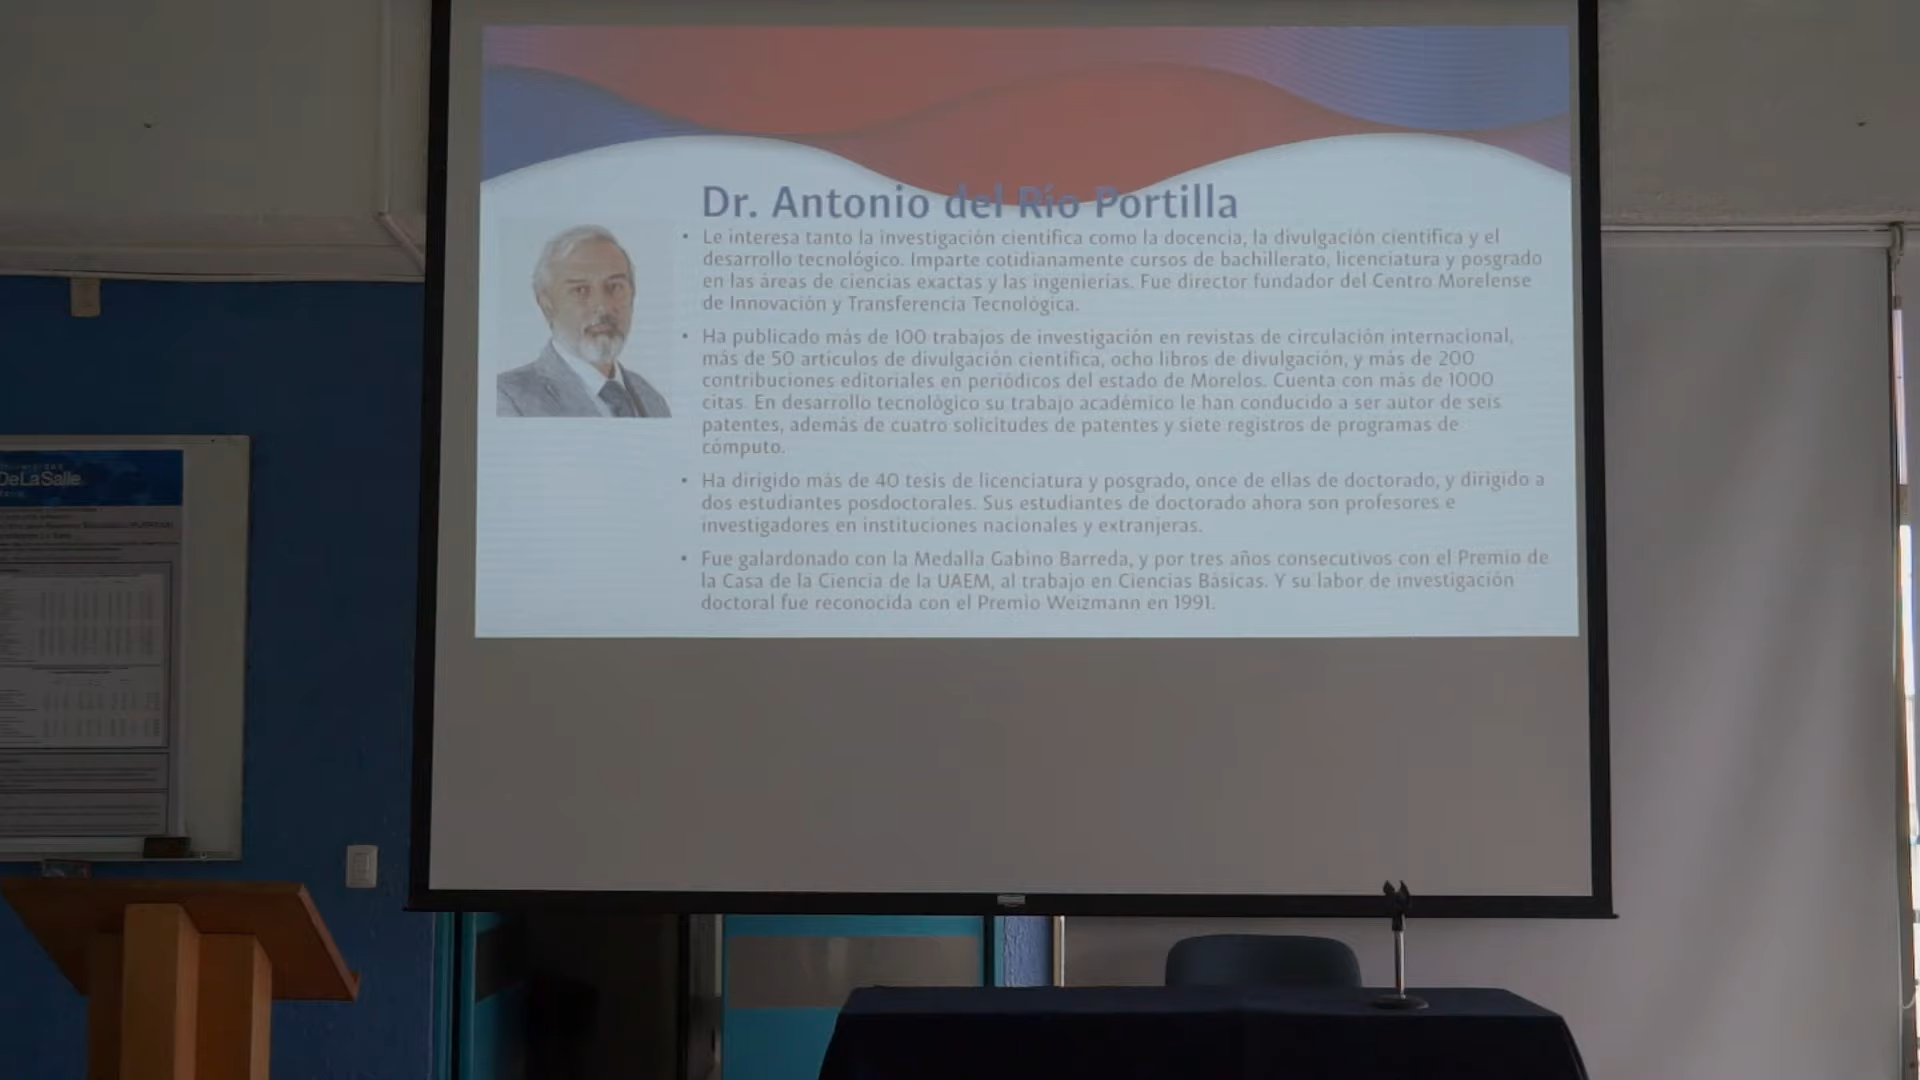 Dr. Antonio del Río Portilla
• Le interesa tanto la investigación científica como la docencia, la divulgación científica y el
desarrollo tecnológico. Imparte cotidianamente cursos de bachillerato, licenciatura y posgrado
en las áreas de ciencias exactas y las ingenierías. Fue director fundador del Centro Morelense
de Innovación y Transferencia Tecnológica.
• Ha publicado más de 100 trabajos de investigación en revistas de circulación internacional,
más de 50 artículos de divulgación científica, ocho libros de divulgación, y más de 200
contribuciones editoriales en periódicos del estado de Morelos. Cuenta con más de 1000
citas. En desarrollo tecnológico su trabajo académico le han conducido a ser autor de seis
patentes, además de cuatro solicitudes de patentes y siete registros de programas de
cómputo.
• Ha dirigido más de 40 tesis de licenciatura y posgrado, once de ellas de doctorado, y dirigido a
dos estudiantes posdoctorales. Sus estudiantes de doctorado ahora son profesores e
investigadores en instituciones nacionales y extranjeras.
• Fue galardonado con la Medalla Gabino Barreda, y por tres años consecutivos con el Premio de
la Casa de la Ciencia de la UAEM, al trabajo en Ciencias Básicas. Y su labor de investigación
doctoral fue reconocida con el Premio Weizmann en 1991.
DeLaSalle